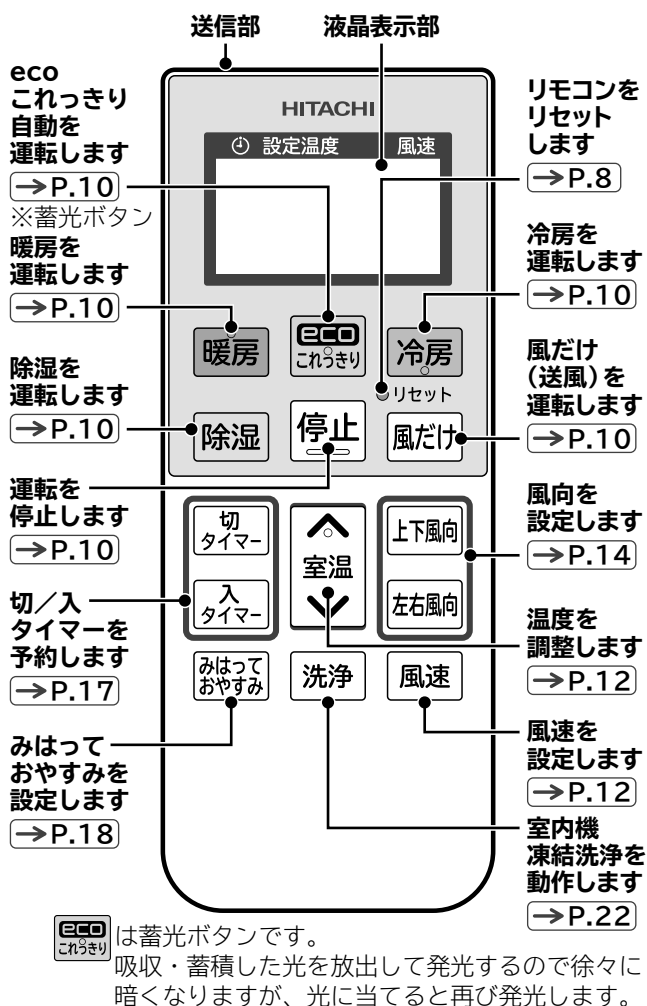 送信部
液晶表示部
eco
これっきり
自動を
運転します
→P.10
※蓄光ボタン
暖房を
運転します
→P.10
除湿を
運転します
→P.10
運転を
停止します
→P.10
切／入
タイマーを
予約します
→P.17
みはって
おやすみを
設定します
→P.18
HITACHI
設定温度
風速
暖房
eco
これっきり
冷房
リセット
除湿
停止
風だけ
切
タイマー
入
タイマー
室温
上下風向
左右風向
みはって
おやすみ
洗浄
風速
リモコンを
リセット
します
→P.8
冷房を
運転します
→P.10
風だけ
（送風）を
運転します
→P.10
風向を
設定します
→P.14
温度を
調整します
→P.12
風速を
設定します
→P.12
室内機
凍結洗浄を
動作します
→P.22
eco
これっきり
は蓄光ボタンです。
吸収・蓄積した光を放出して発光するので徐々に
暗くなりますが、光に当てると再び発光します。